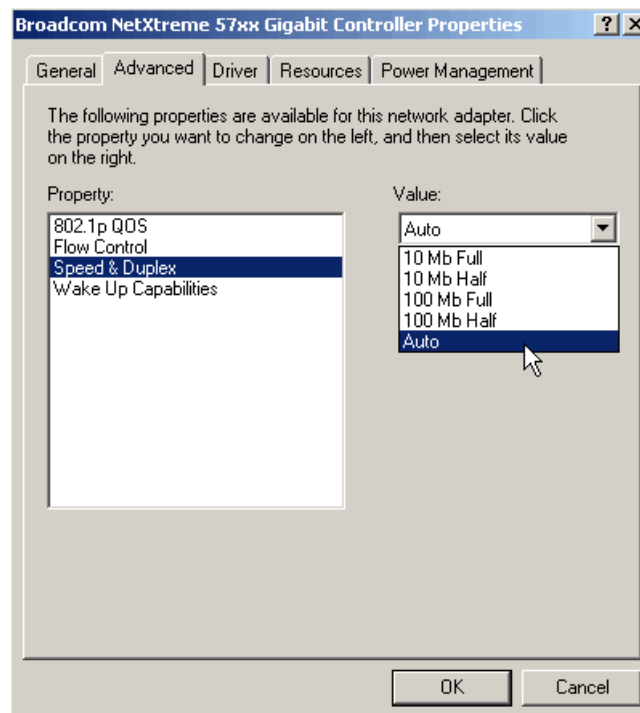 Broadcom NetXtreme 57xx Gigabit Controller Properties
General Advanced Driver Resources Power Management
The following properties are available for this network adapter. Click
the property you want to change on the left, and then select its value
on the right.
Property: Value:
802.1p QOS
Flow Control
Speed & Duplex
Wake Up Capabilities
Auto
10 Mb Full
10 Mb Half
100 Mb Full
100 Mb Half
Auto
OK Cancel